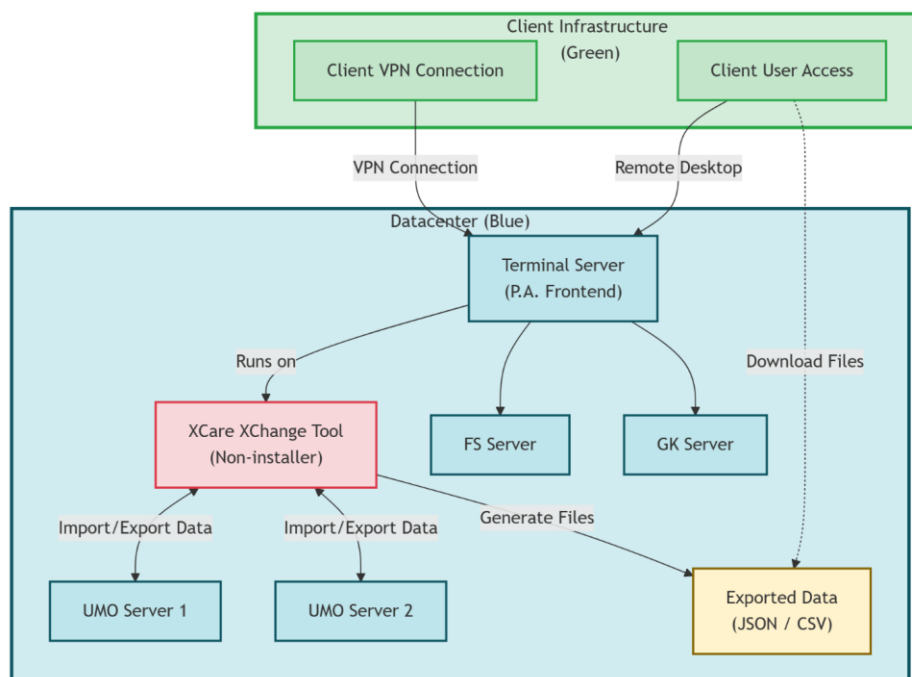 Client Infrastructure
(Green)
Client VPN Connection
Client User Access
VPN Connection
Remote Desktop
Datacenter (Blue)
Terminal Server
(P.A. Frontend)
Runs on
Download Files
XCare XChange Tool
(Non-installer)
FS Server
GK Server
Import/Export Data
Import/Export Data
Generate Files
UMO Server 1
UMO Server 2
Exported Data
(JSON / CSV)